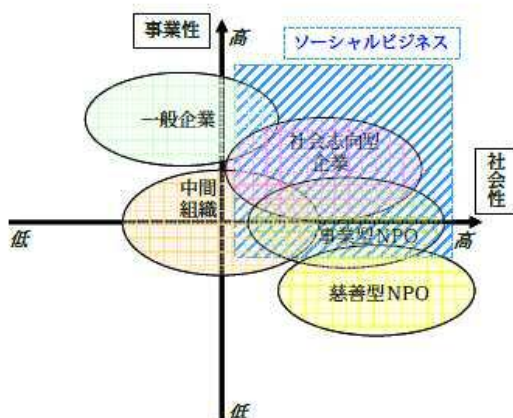 事業性
高
ソーシャルビジネス
一般企業
社会志向型
企業
社会性
中間
組織
低
事業型NPO
高
慈善型NPO
低